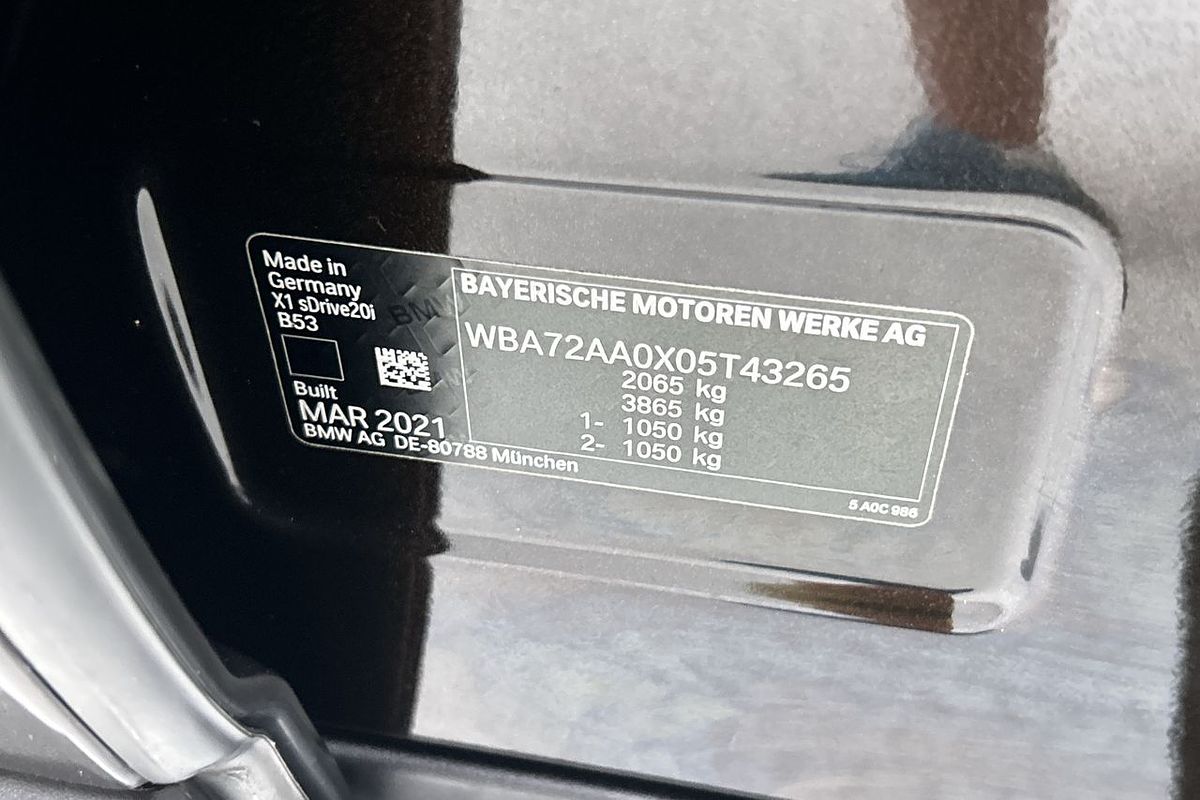 Made in
Germany
X1 sDrive20i
B53
Built
MAR 2021
BMW AG DE-80788 München
BMW
BAYERISCHE MOTOREN WERKE AG
WBA72AA0X05T43265
2065 kg
3865 kg
1- 1050 kg
2- 1050 kg
5 A0C 986